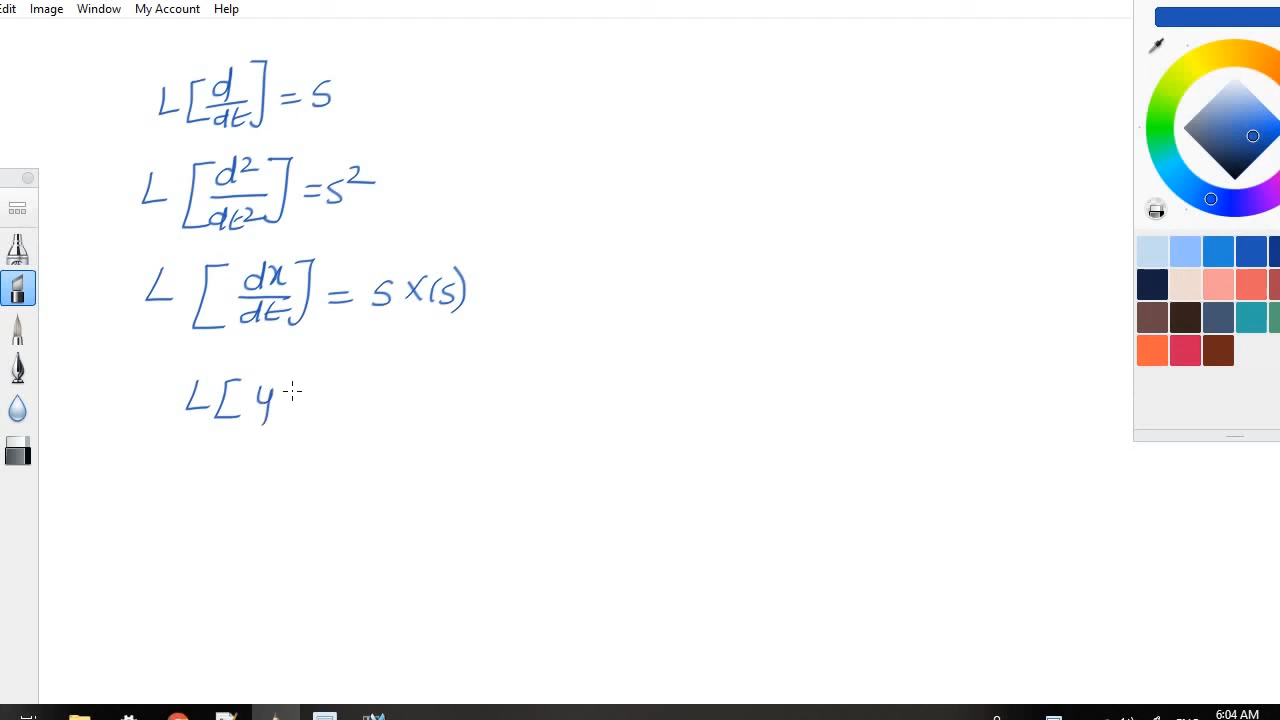 Edit Image Window My Account Help
L[d/dt] = s
L[d²/dt²] = s²
L[dx/dt] = s X(s)
L[ y
6:04 AM